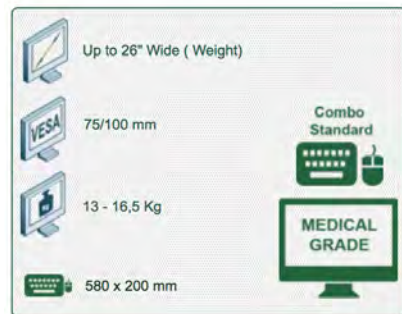 Up to 26" Wide ( Weight)
VESA
75/100 mm
13 - 16,5 Kg
580 x 200 mm
Combo
Standard
MEDICAL
GRADE